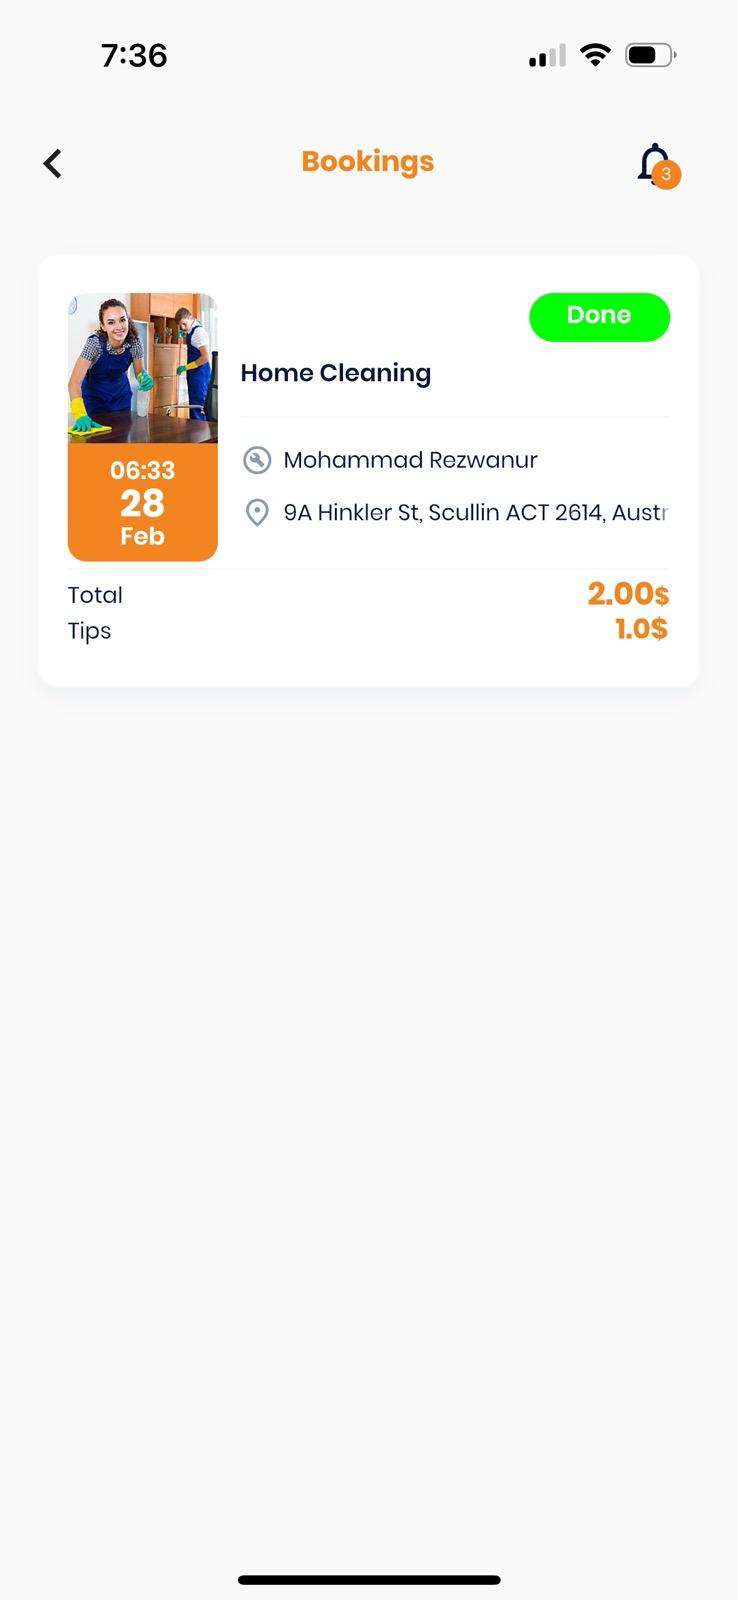 7:36
Bookings
3
Done
Home Cleaning
06:33
28
Feb
Mohammad Rezwanur
9A Hinkler St, Scullin ACT 2614, Austr
Total 2.00$
Tips 1.0$